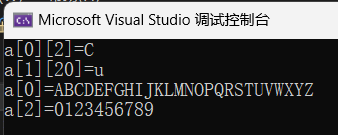 Microsoft Visual Studio 调试控制台
a[0][2]=C
a[1][20]=u
a[0]=ABCDEFGHIJKLMNOPQRSTUVWXYZ
a[2]=0123456789